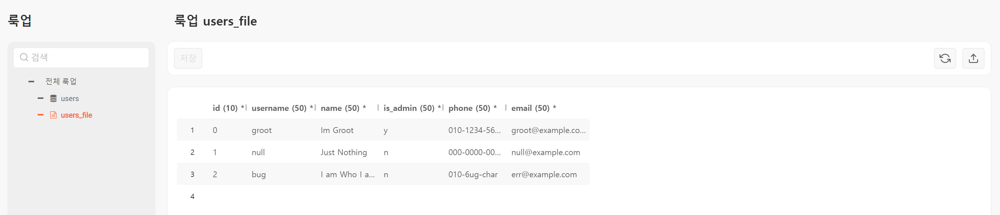 룩업
검색
전체 룩업
users
users_file
룩업 users_file
저장
id (10) * username (50) * name (50) * is_admin (50) * phone (50) * email (50) *
1 0 groot Im Groot y 010-1234-56... groot@example.co...
2 1 null Just Nothing n 000-0000-00... null@example.com
3 2 bug I am Who I a... n 010-6ug-char err@example.com
4